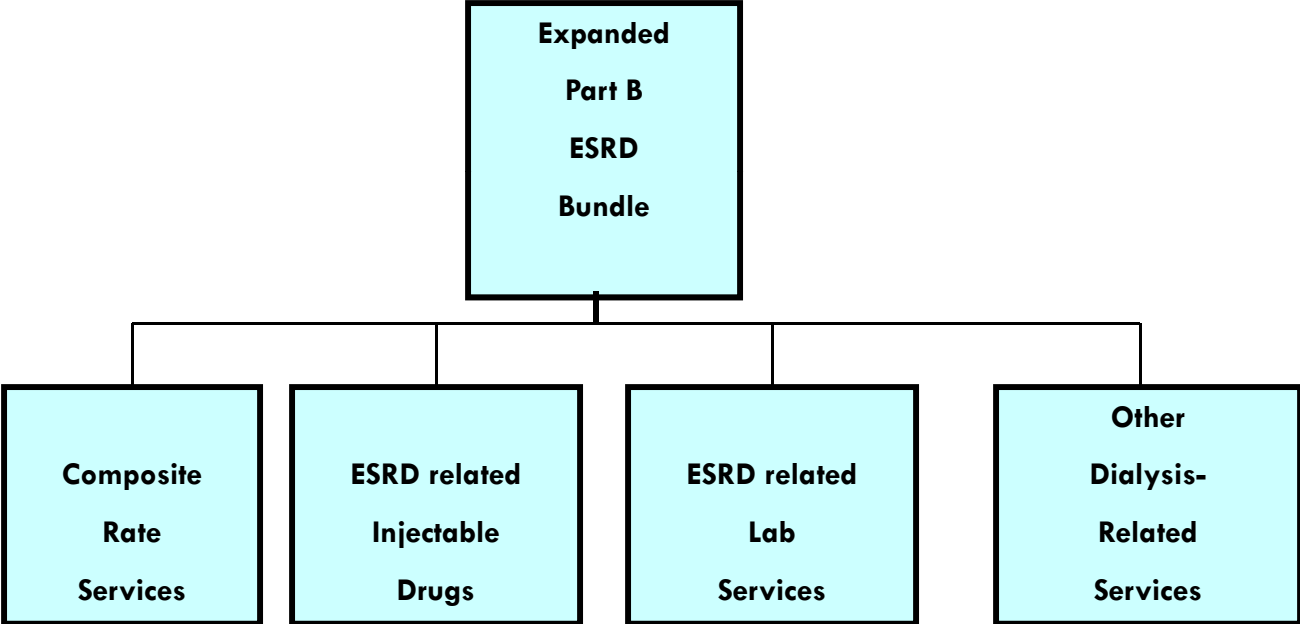 Expanded
Part B
ESRD
Bundle
Composite
Rate
Services
ESRD related
Injectable
Drugs
ESRD related
Lab
Services
Other
Dialysis-
Related
Services